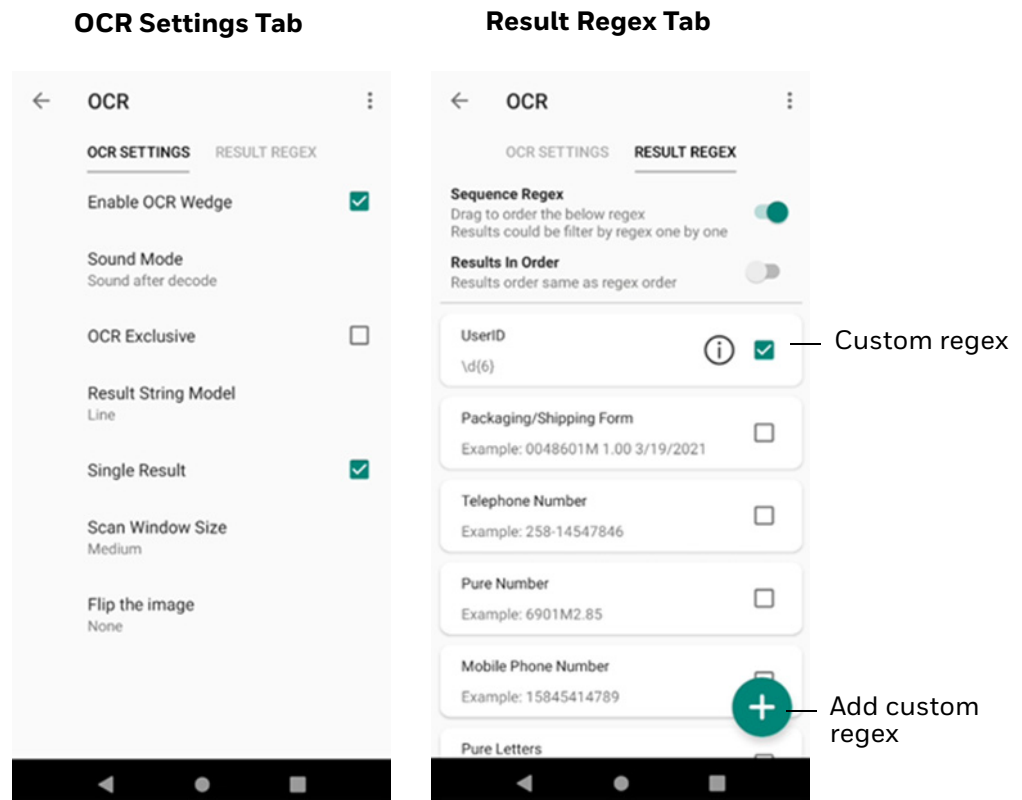 OCR Settings Tab
OCR
OCR SETTINGS RESULT REGEX
Enable OCR Wedge
Sound Mode
Sound after decode
OCR Exclusive
Result String Model
Line
Single Result
Scan Window Size
Medium
Flip the image
None
Result Regex Tab
OCR
OCR SETTINGS RESULT REGEX
Sequence Regex
Drag to order the below regex
Results could be filter by regex one by one
Results In Order
Results order same as regex order
UserID
\d{6}
Packaging/Shipping Form
Example: 0048601M 1.00 3/19/2021
Telephone Number
Example: 258-14547846
Pure Number
Example: 6901M2.85
Mobile Phone Number
Example: 15845414789
Pure Letters
Custom regex
Add custom
regex